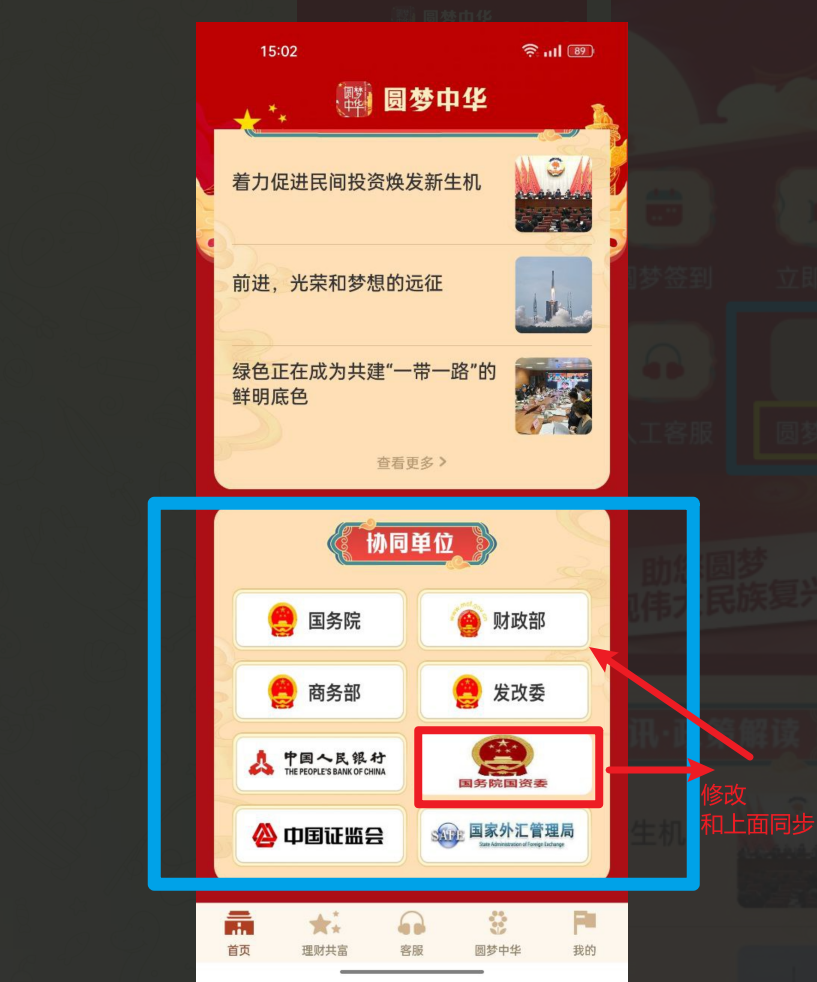 圆梦中华
15:02
89
圆梦中华
圆梦中华
着力促进民间投资焕发新生机
前进，光荣和梦想的远征
绿色正在成为共建“一带一路”的
鲜明底色
查看更多 >
协同单位
国务院
财政部
商务部
发改委
中国人民银行
THE PEOPLE'S BANK OF CHINA
国务院国资委
中国证监会
SAFE
国家外汇管理局
State Administration of Foreign Exchange
修改
和上面同步
首页
理财共富
客服
圆梦中华
我的
圆梦签到
立即
人工客服
圆梦
助您圆梦
现伟大民族复兴
讯·政策解读
生机